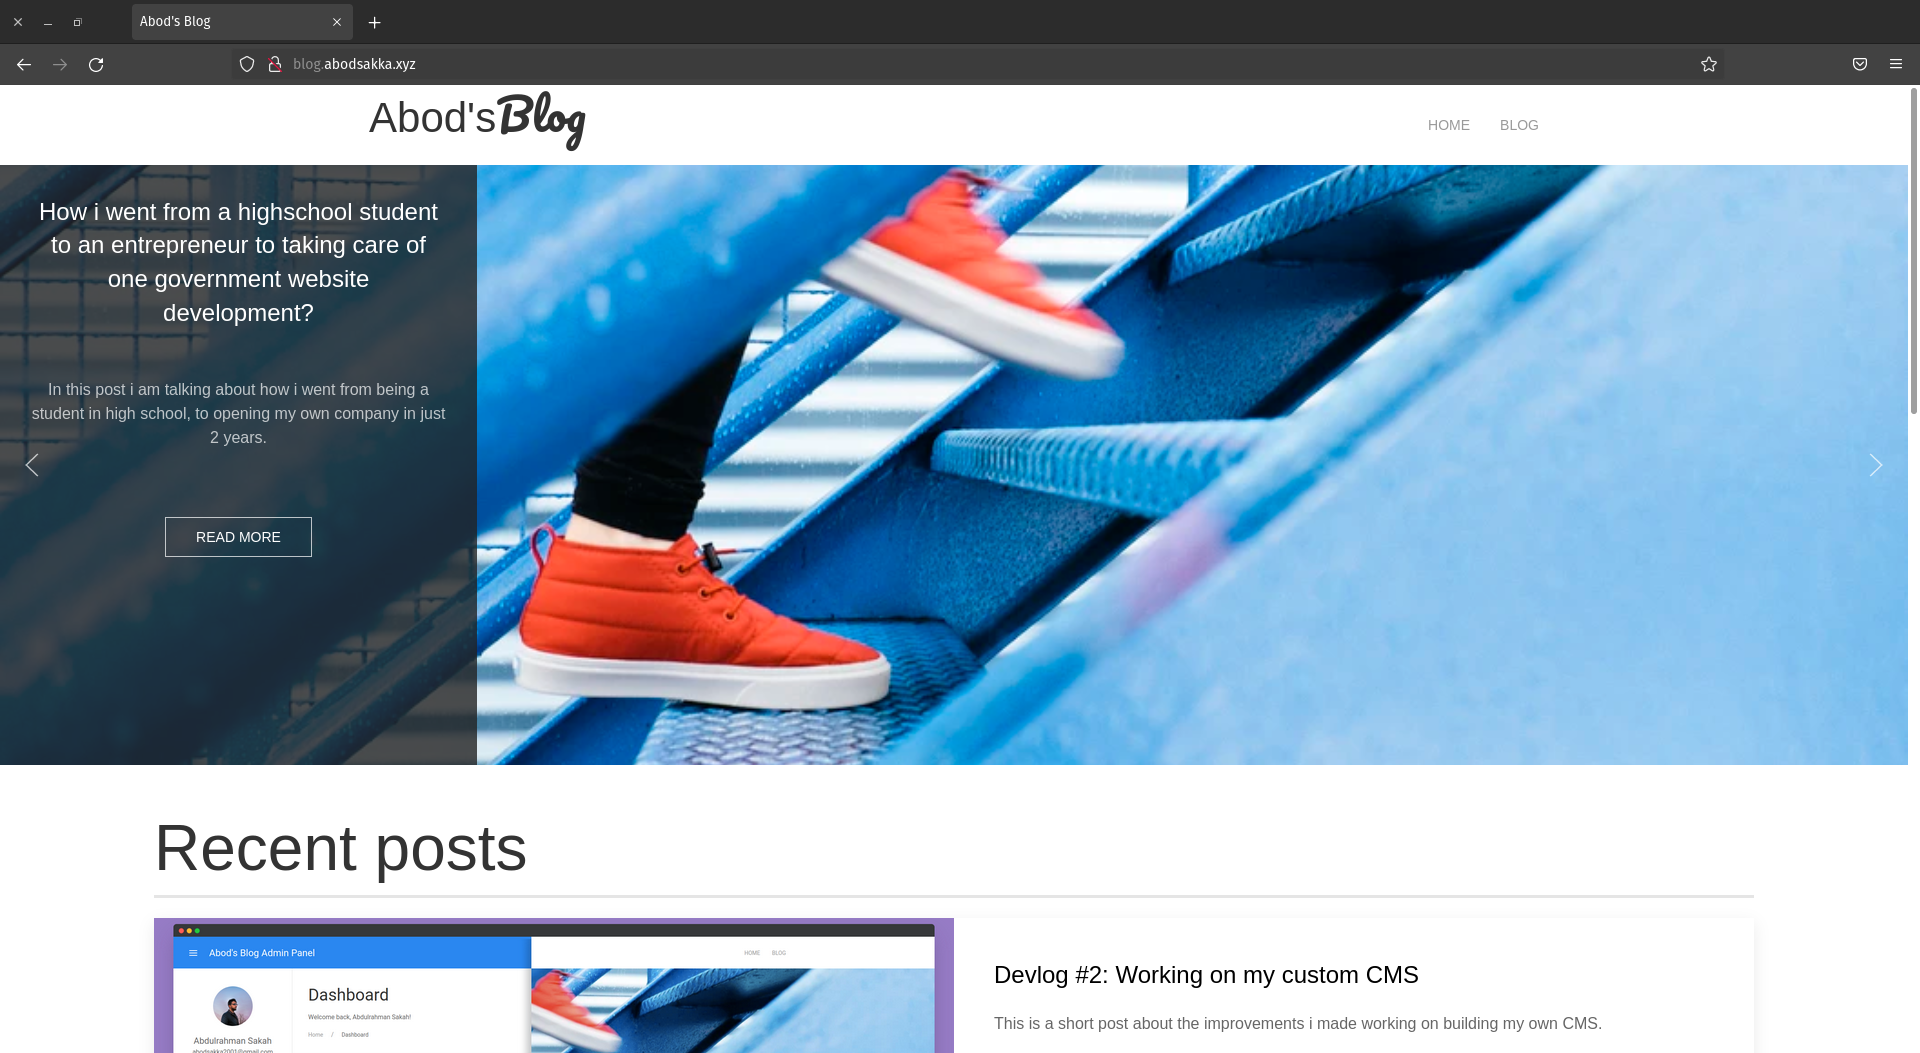 Abod's Blog
blog.abodsakka.xyz
Abod's Blog
HOME BLOG
How i went from a highschool student
to an entrepreneur to taking care of
one government website
development?
In this post i am talking about how i went from being a
student in high school, to opening my own company in just
2 years.
READ MORE
Recent posts
Abod's Blog Admin Panel
HOME BLOG
Dashboard
Welcome back, Abdulrahman Sakah!
Home / Dashboard
Abdulrahman Sakah
abodsakka2001@gmail.com
Devlog #2: Working on my custom CMS
This is a short post about the improvements i made working on building my own CMS.